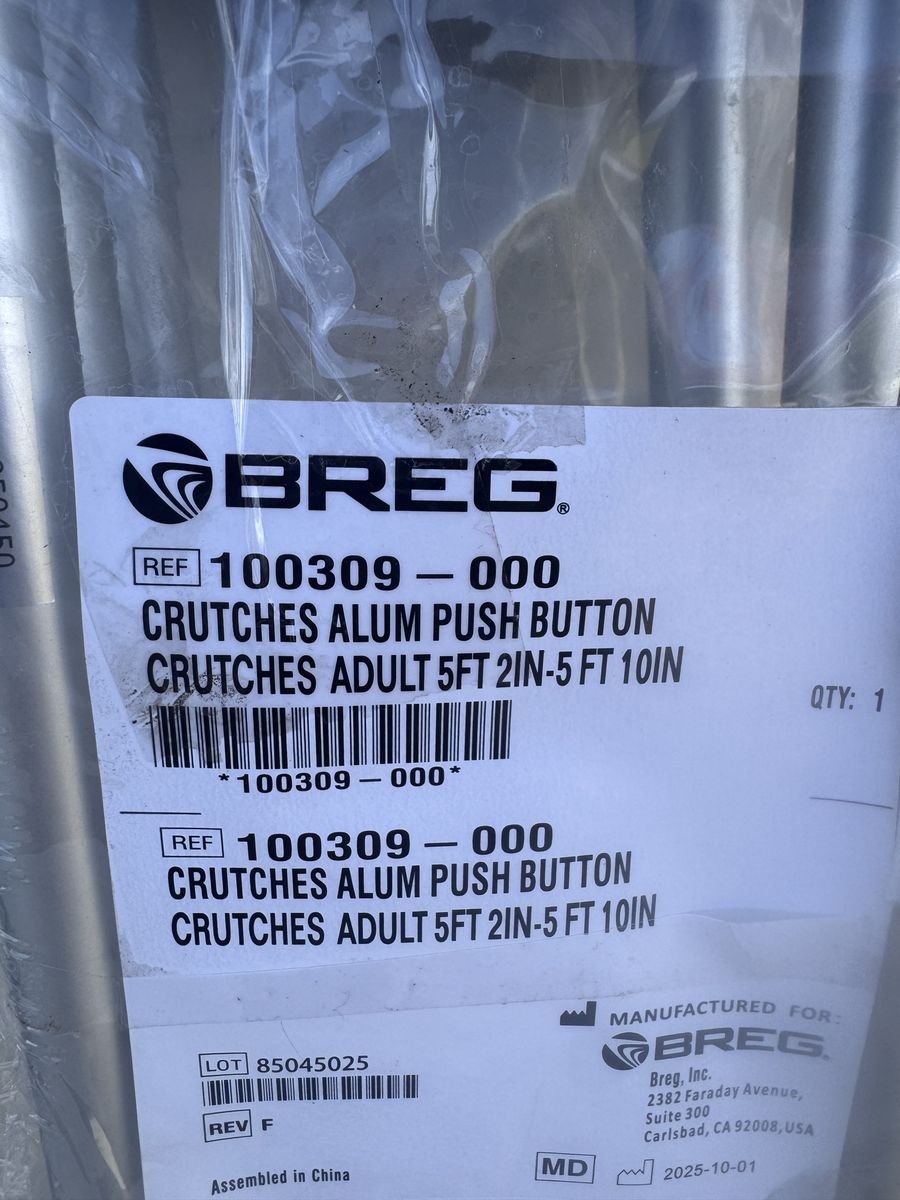 BREG®
REF 100309 — 000
CRUTCHES ALUM PUSH BUTTON
CRUTCHES ADULT 5FT 2IN-5 FT 10IN
QTY: 1
*100309 — 000*
REF 100309 — 000
CRUTCHES ALUM PUSH BUTTON
CRUTCHES ADULT 5FT 2IN-5 FT 10IN
MANUFACTURED FOR:
BREG.
Breg, Inc.
2382 Faraday Avenue,
Suite 300
Carlsbad, CA 92008,USA
LOT 85045025
REV F
Assembled in China
MD 2025-10-01